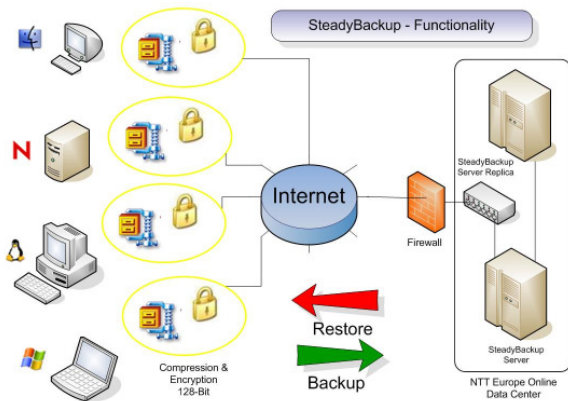 SteadyBackup - Functionality
N
SteadyBackup
Server Replica
Internet
Firewall
Restore
SteadyBackup
Server
Compression &
Encryption
128-Bit
Backup
NTT Europe Online
Data Center